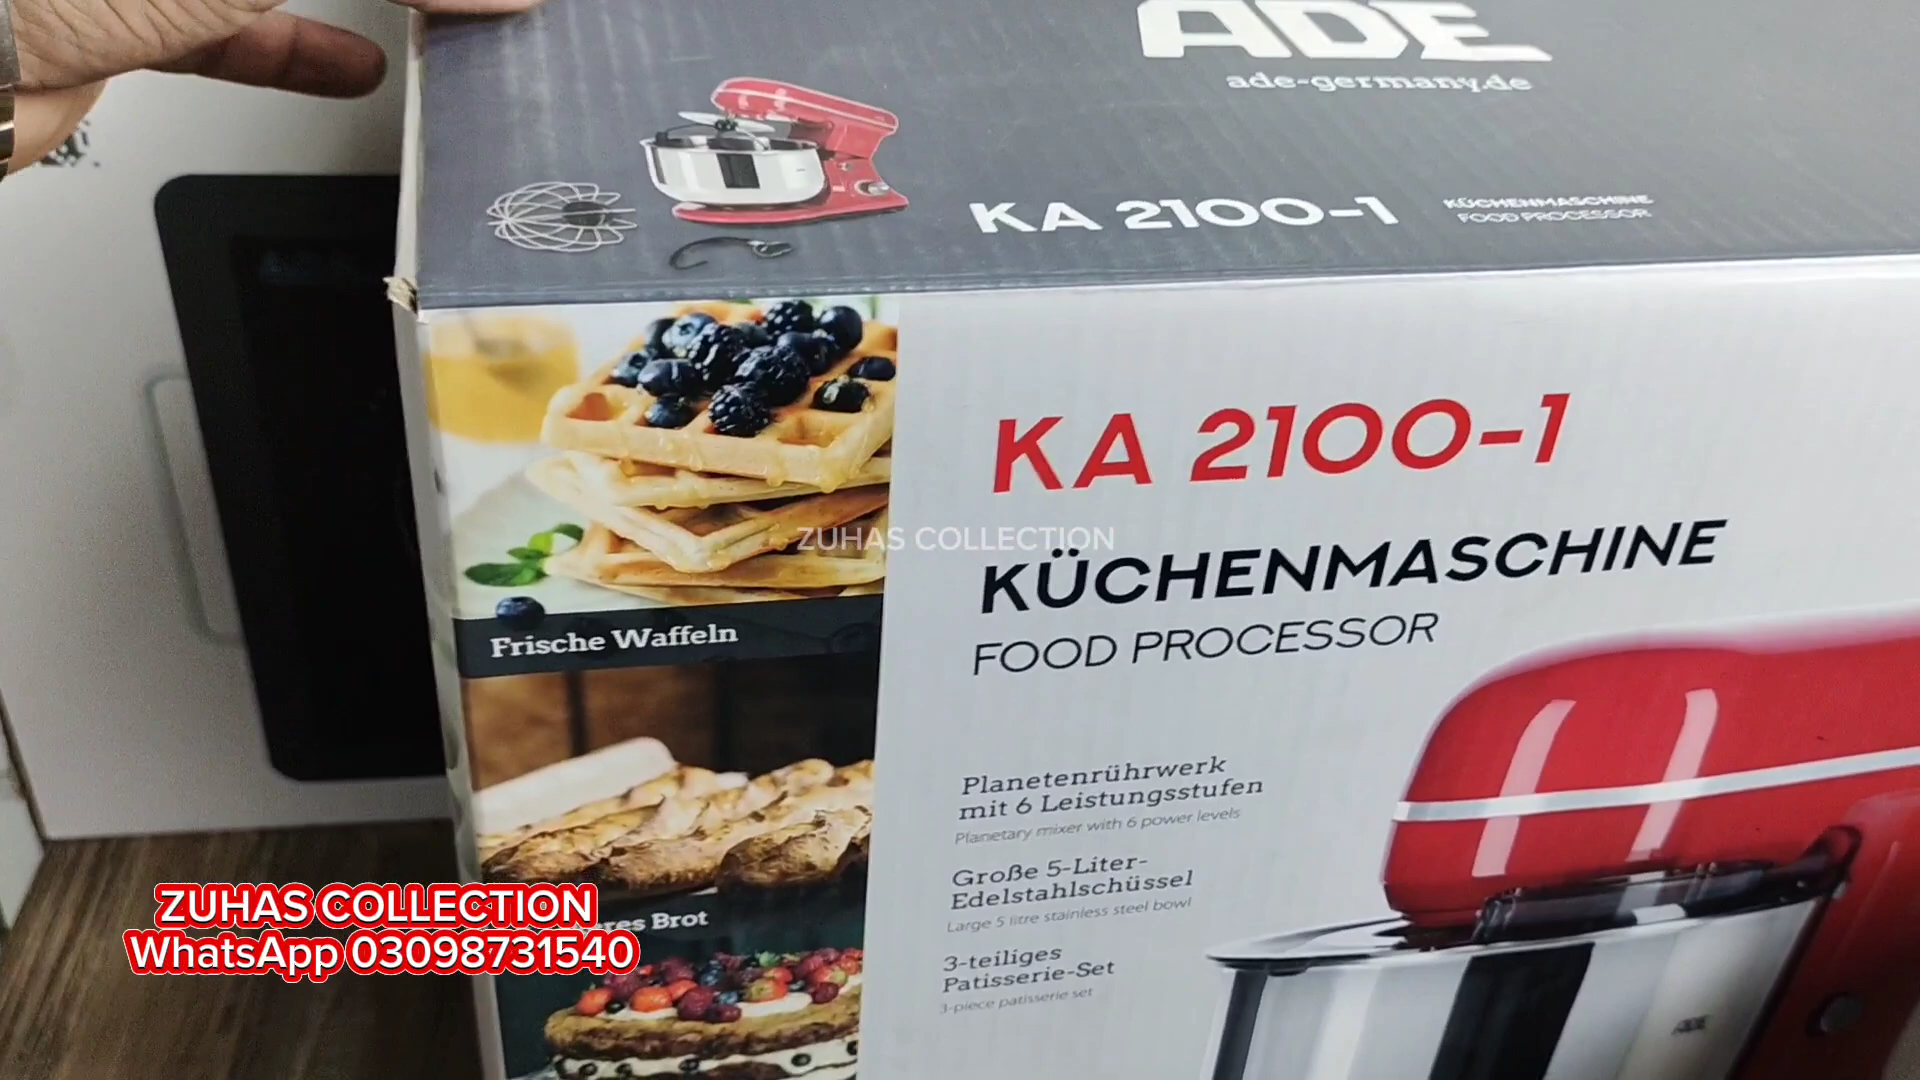 ADE
ade-germany.de
KA 2100-1
KÜCHENMASCHINE
FOOD PROCESSOR
KA 2100-1
KÜCHENMASCHINE
FOOD PROCESSOR
ZUHAS COLLECTION
Frische Waffeln
Planetenrührwerk
mit 6 Leistungsstufen
Planetary mixer with 6 power levels
Große 5-Liter-
Edelstahlschüssel
Large 5 litre stainless steel bowl
3-teiliges
Patisserie-Set
3-piece patisserie set
Brot
ZUHAS COLLECTION
WhatsApp 03098731540
ADE